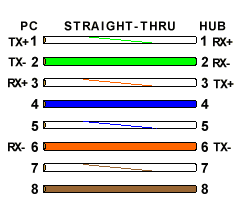 PC STRAIGHT-THRU HUB
TX+ 1 1 RX+
TX- 2 2 RX-
RX+ 3 3 TX+
4 4
5 5
RX- 6 6 TX-
7 7
8 8